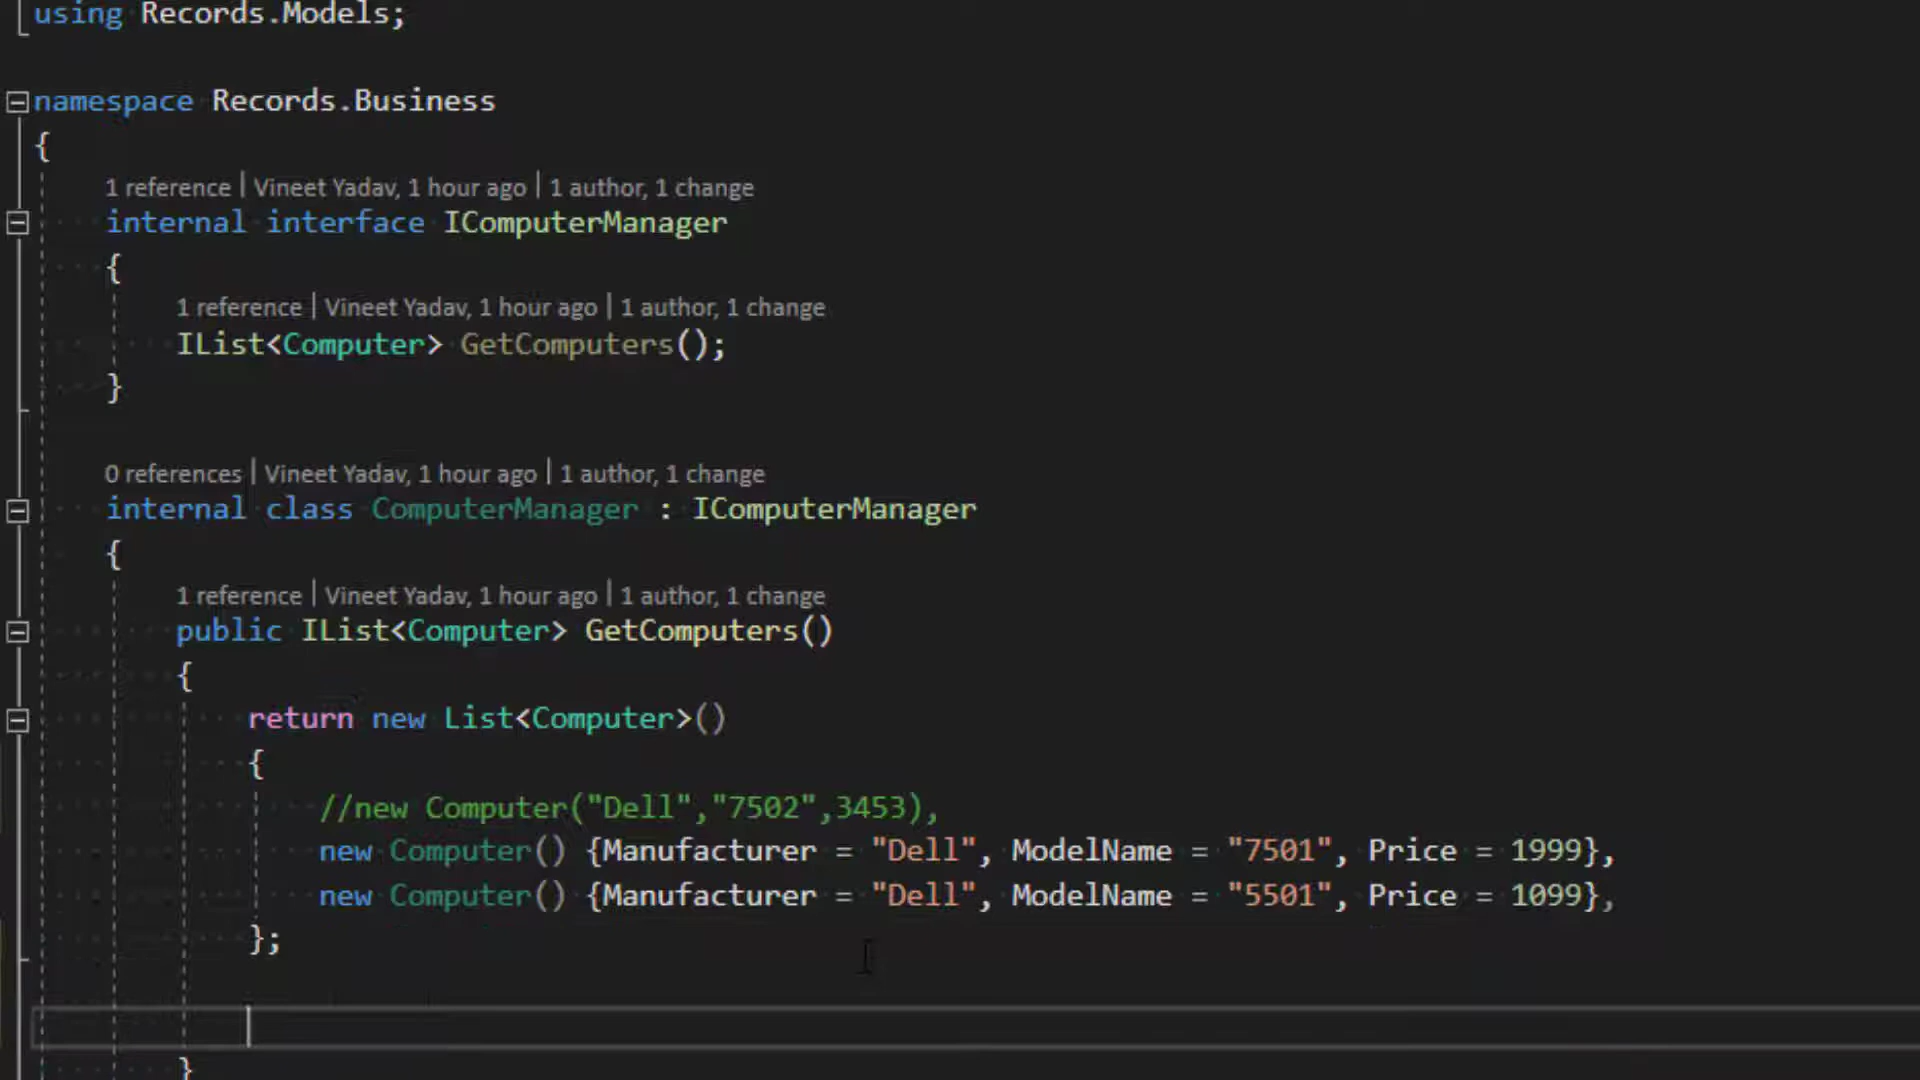 using Records.Models;
namespace Records.Business
{
1 reference | Vineet Yadav, 1 hour ago | 1 author, 1 change
internal interface IComputerManager
{
1 reference | Vineet Yadav, 1 hour ago | 1 author, 1 change
IList<Computer> GetComputers();
}
0 references | Vineet Yadav, 1 hour ago | 1 author, 1 change
internal class ComputerManager : IComputerManager
{
1 reference | Vineet Yadav, 1 hour ago | 1 author, 1 change
public IList<Computer> GetComputers()
{
return new List<Computer>()
{
//new Computer("Dell","7502",3453),
new Computer() {Manufacturer = "Dell", ModelName = "7501", Price = 1999},
new Computer() {Manufacturer = "Dell", ModelName = "5501", Price = 1099},
};
}